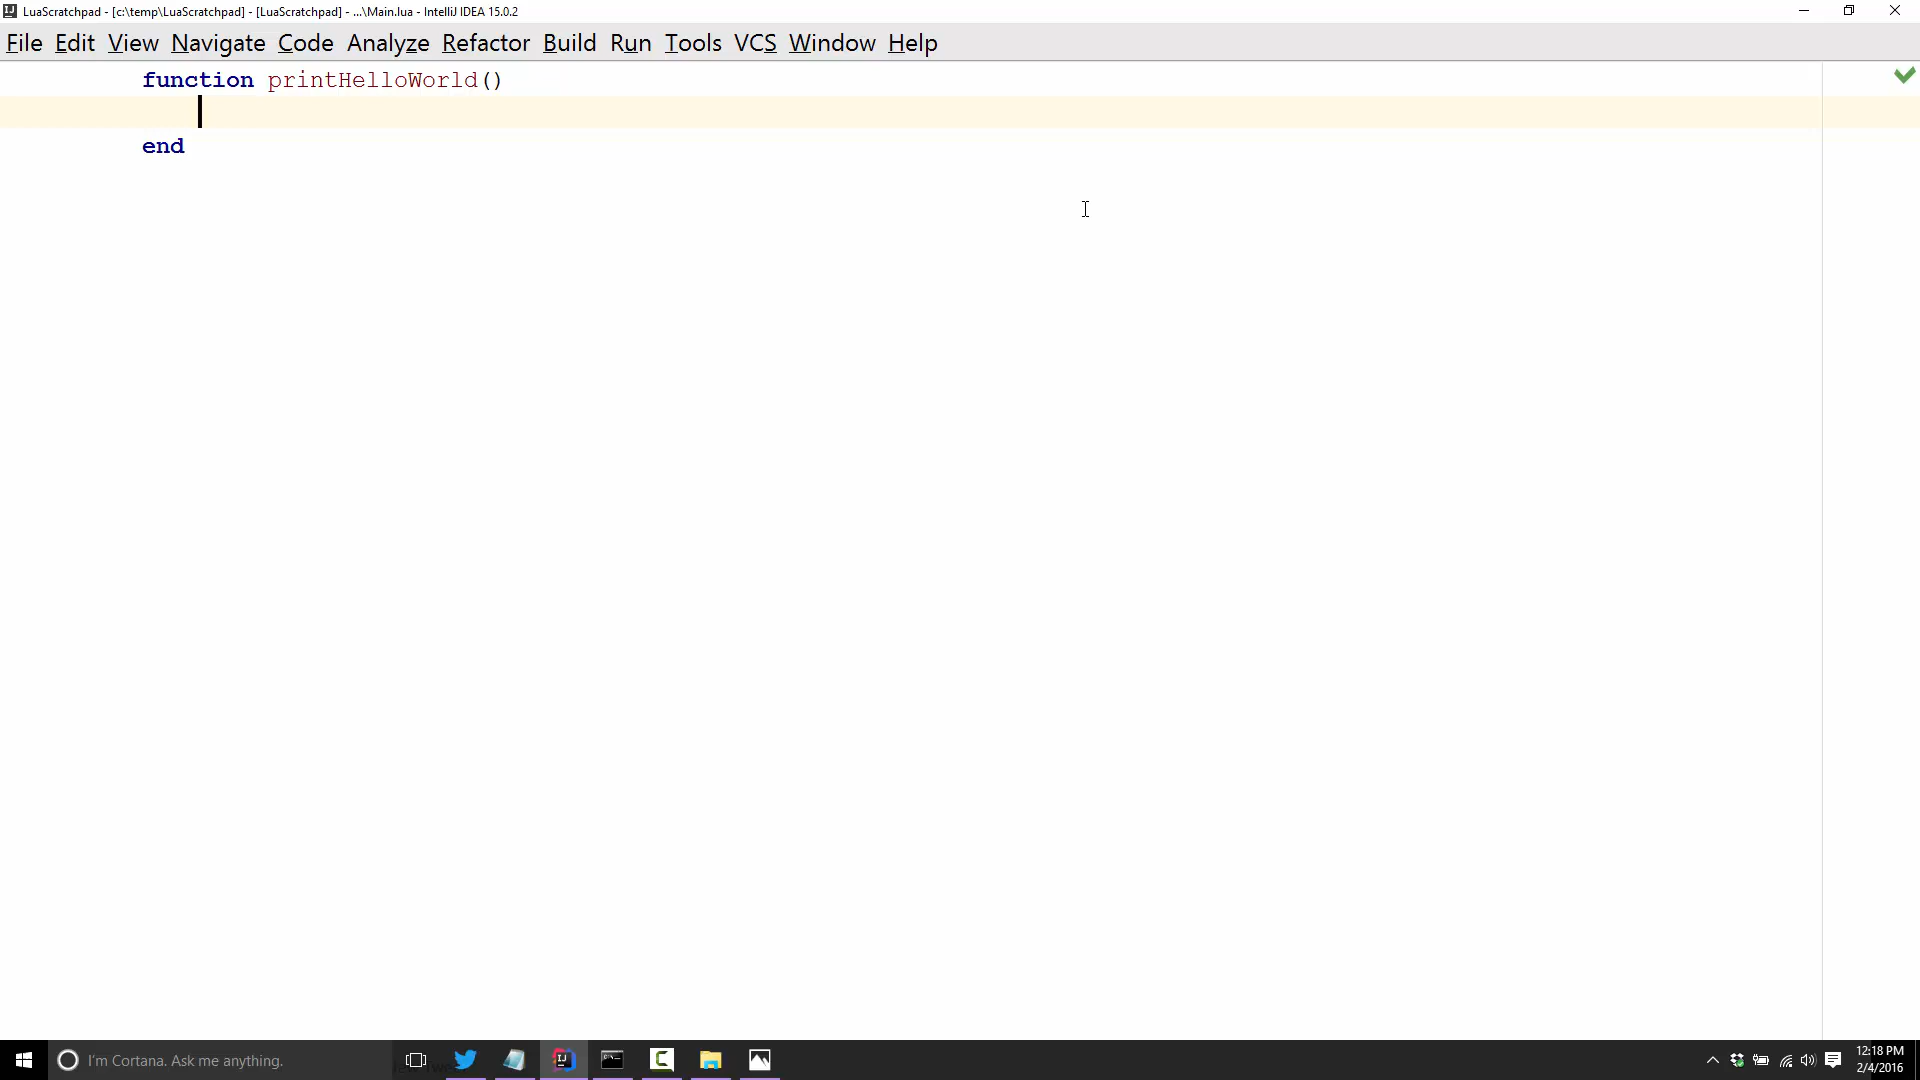 LuaScratchpad - [c:\temp\LuaScratchpad] - [LuaScratchpad] - ...\Main.lua - IntelliJ IDEA 15.0.2
File Edit View Navigate Code Analyze Refactor Build Run Tools VCS Window Help
function printHelloWorld()
end
I'm Cortana. Ask me anything.
12:18 PM
2/4/2016